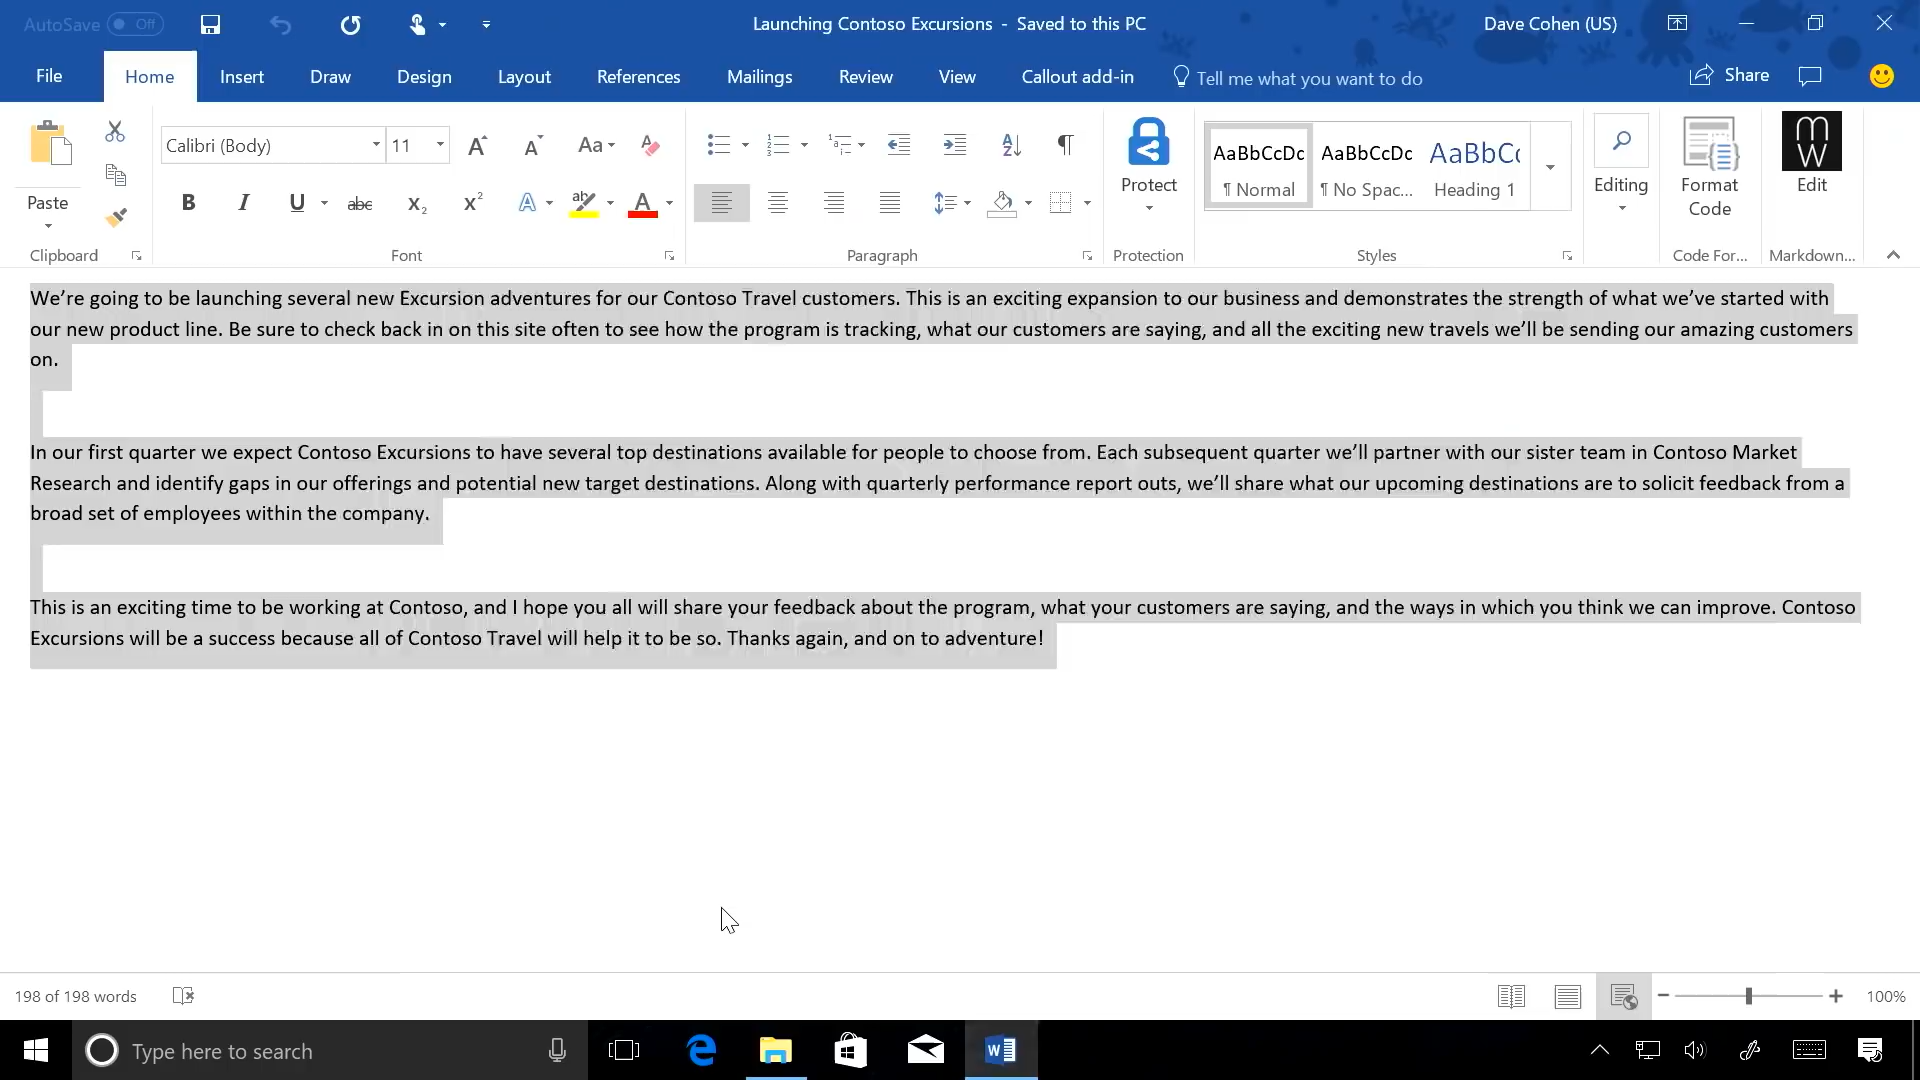 AutoSave Off
Launching Contoso Excursions - Saved to this PC
Dave Cohen (US)
File Home Insert Draw Design Layout References Mailings Review View Callout add-in Tell me what you want to do Share
Calibri (Body) 11 Aa
Paste
B I U abc X₂ X² A ab A
AaBbCcDc AaBbCcDc AaBbCc
¶ Normal ¶ No Spac... Heading 1
Protect
Editing
Format Code
Edit
Clipboard Font Paragraph Protection Styles Code For... Markdown...
We’re going to be launching several new Excursion adventures for our Contoso Travel customers. This is an exciting expansion to our business and demonstrates the strength of what we’ve started with
our new product line. Be sure to check back in on this site often to see how the program is tracking, what our customers are saying, and all the exciting new travels we’ll be sending our amazing customers
on.
In our first quarter we expect Contoso Excursions to have several top destinations available for people to choose from. Each subsequent quarter we’ll partner with our sister team in Contoso Market
Research and identify gaps in our offerings and potential new target destinations. Along with quarterly performance report outs, we’ll share what our upcoming destinations are to solicit feedback from a
broad set of employees within the company.
This is an exciting time to be working at Contoso, and I hope you all will share your feedback about the program, what your customers are saying, and the ways in which you think we can improve. Contoso
Excursions will be a success because all of Contoso Travel will help it to be so. Thanks again, and on to adventure!
198 of 198 words
100%
Type here to search